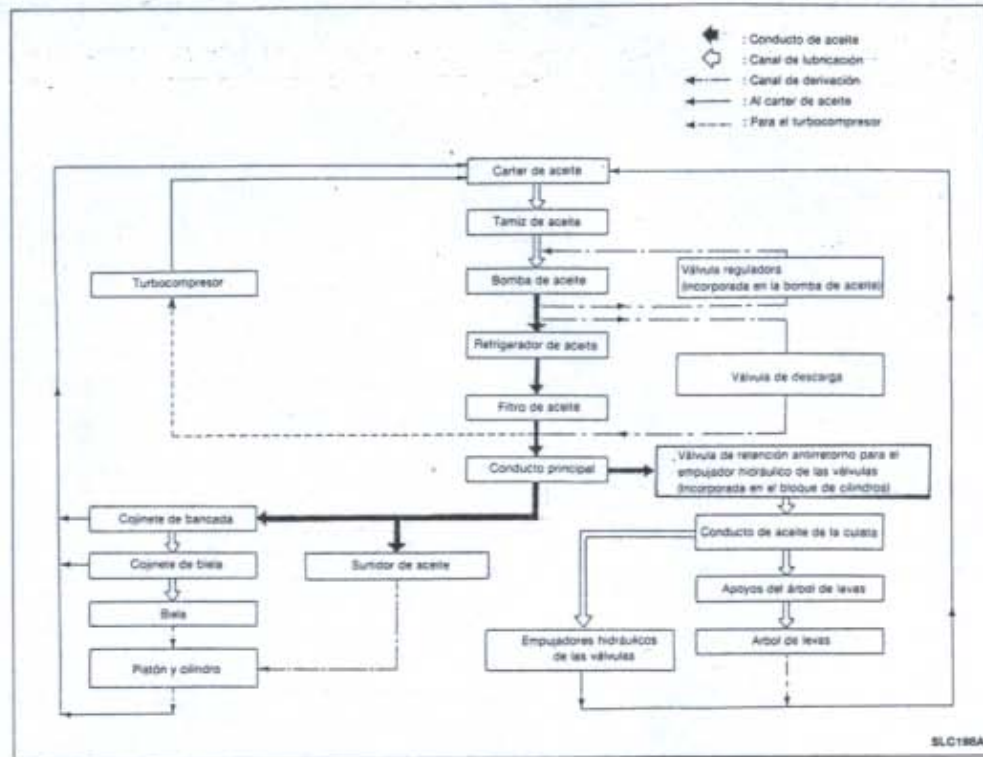 : Conducto de aceite
: Canal de lubricación
: Canal de derivación
: Al carter de aceite
: Para el turbocompresor
Carter de aceite
Tamiz de aceite
Turbocompresor
Bomba de aceite
Válvula reguladora
(Incorporada en la bomba de aceite)
Refrigerador de aceite
Válvula de descarga
Filtro de aceite
Conducto principal
Válvula de retención antirretorno para el
empujador hidráulico de las válvulas
(Incorporada en el bloque de cilindros)
Cojinete de bancada
Conducto de aceite de la culata
Cojinete de biela
Surtidor de aceite
Apoyos del árbol de levas
Biela
Empujadores hidráulicos
de las válvulas
Arbol de levas
Platón y cilindro
SLC198A